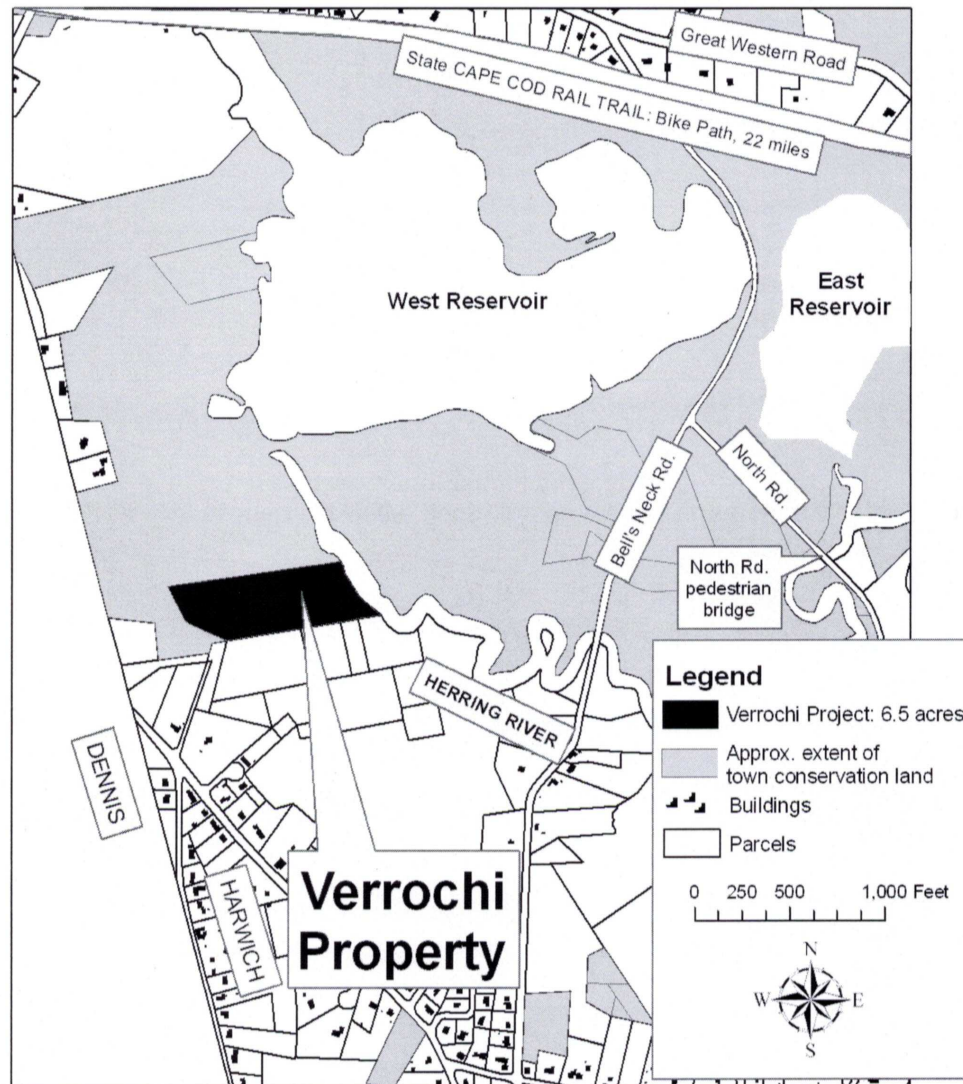 Great Western Road
State CAPE COD RAIL TRAIL: Bike Path, 22 miles
West Reservoir
East
Reservoir
Bell's Neck Rd.
North Rd.
North Rd.
pedestrian
bridge
HERRING RIVER
DENNIS
HARWICH
Verrochi
Property
Legend
Verrochi Project: 6.5 acres
Approx. extent of
town conservation land
Buildings
Parcels
0 250 500 1,000 Feet
N
W E
S